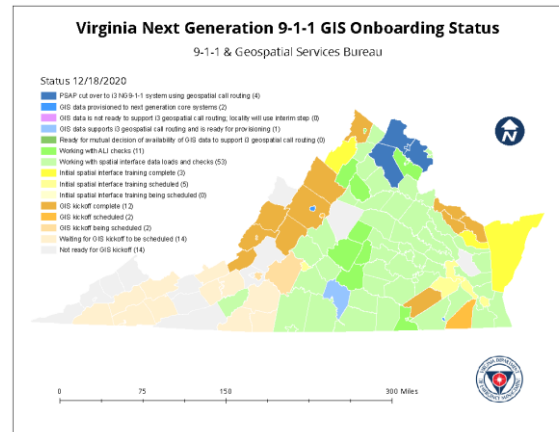 Virginia Next Generation 9-1-1 GIS Onboarding Status
9-1-1 & Geospatial Services Bureau
Status 12/18/2020
PSAP cut over to i3 NG9-1-1 system using geospatial call routing (4)
GIS data provisioned to next generation core systems (2)
GIS data is not ready to support i3 geospatial call routing, locality will use interim step (0)
GIS data supports i3 geospatial call routing and is ready for provisioning (1)
Ready for mutual decision of availability of GIS data to support i3 geospatial call routing (0)
Working with ALI checks (11)
Working with spatial interface data loads and checks (53)
Initial spatial interface training complete (3)
Initial spatial interface training scheduled (5)
Initial spatial interface training being scheduled (0)
GIS kickoff complete (12)
GIS kickoff scheduled (2)
GIS kickoff being scheduled (2)
Waiting for GIS kickoff to be scheduled (14)
Not ready for GIS kickoff (14)
N
0 75 150 300 Miles